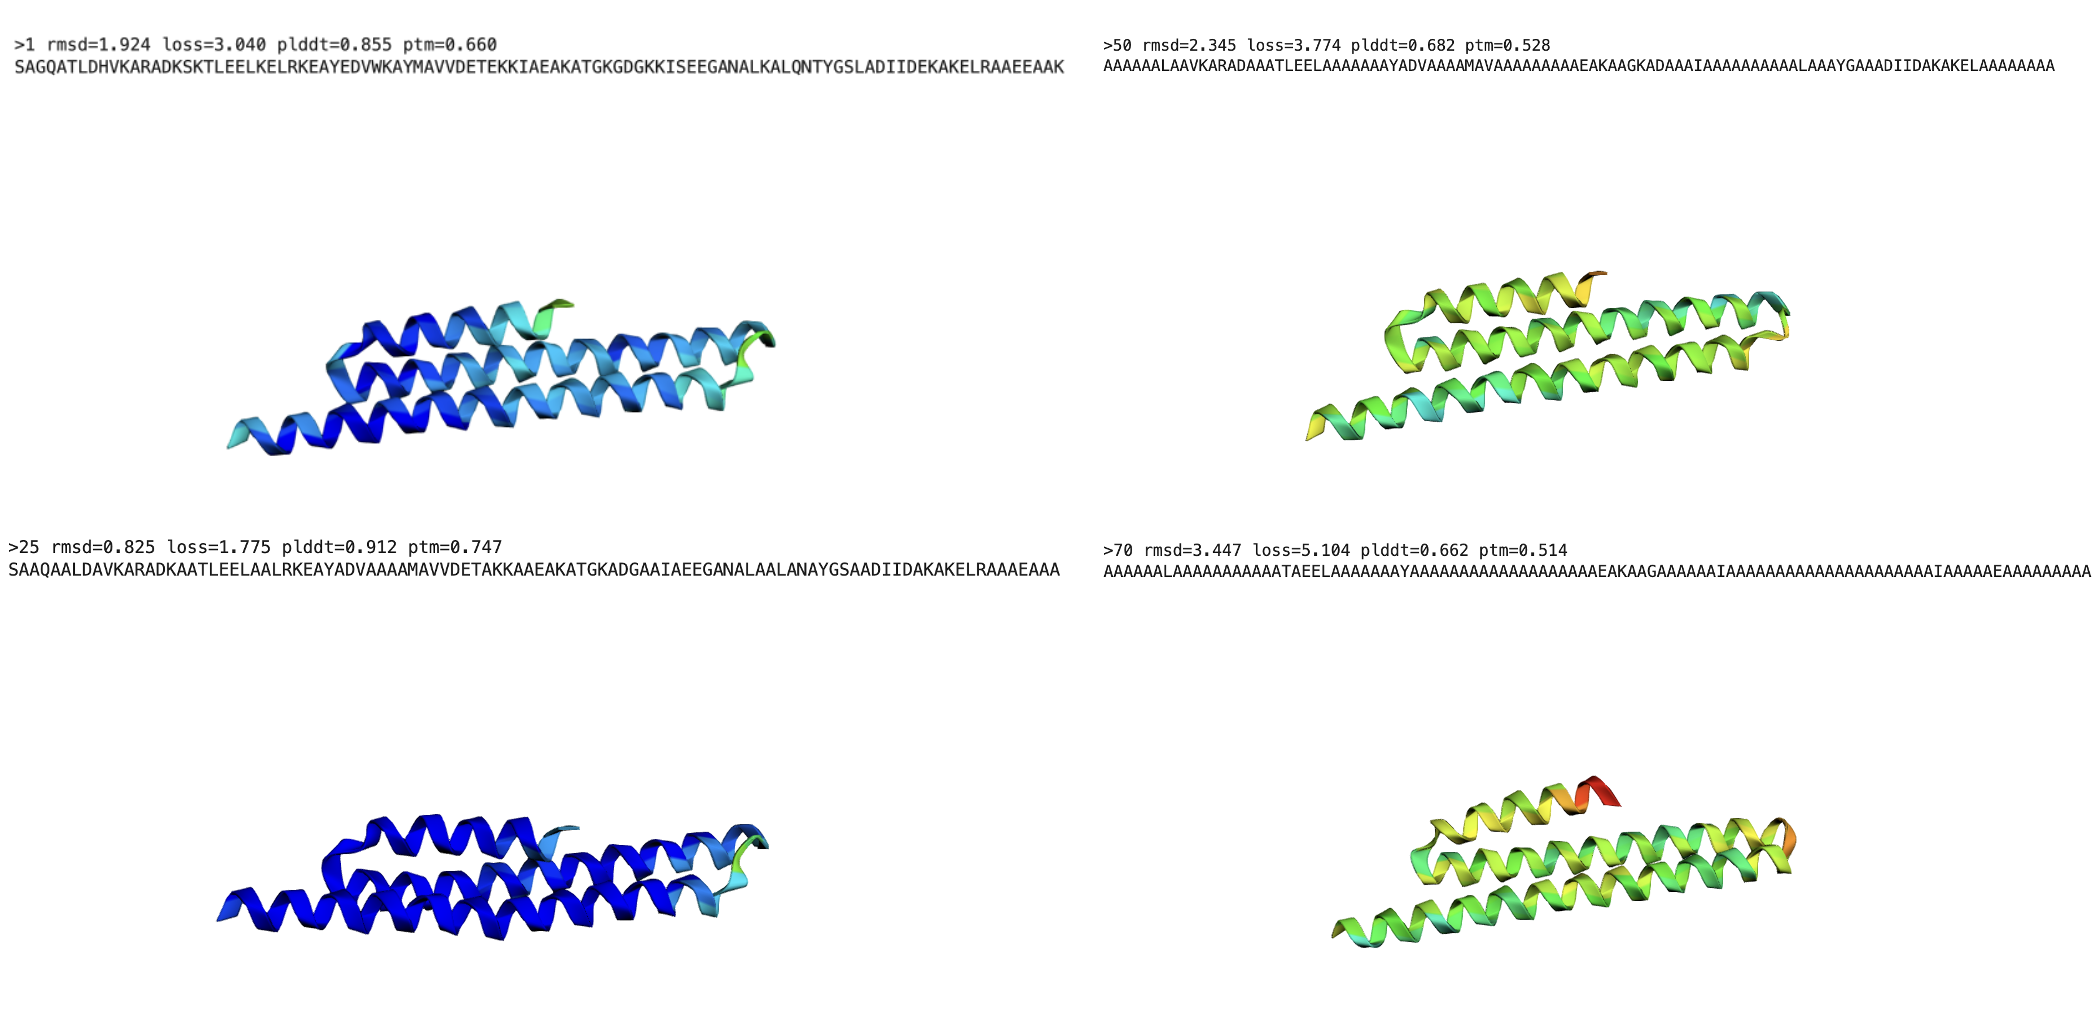 >1 rmsd=1.924 loss=3.040 plddt=0.855 ptm=0.660
SAGQATLDHVKARADKSKTLEELKELRKEAYEDVWKAYMAVVDETEKKIAEAKATGKGDGKKISEEGANALKALQNTYGSLADIIDEKAKELRAAEEAAK
>50 rmsd=2.345 loss=3.774 plddt=0.682 ptm=0.528
AAAAAALAAVKARADAAATLEELAAAAAAAYADVAAAAMAVAAAAAAAAAEAKAAGKADAAAIAAAAAAAAAALAAAYGAAADIIDAKAKELAAAAAAAA
>25 rmsd=0.825 loss=1.775 plddt=0.912 ptm=0.747
SAAQAALDAVKARADKAATLEELAALRKEAYADVAAAAMAVVDETAKKAAEAKATGKADGAAIAEEGANALAALANAYGSAADIIDAKAKELRAAAEAAA
>70 rmsd=3.447 loss=5.104 plddt=0.662 ptm=0.514
AAAAAALAAAAAAAAAAATAEELAAAAAAAYAAAAAAAAAAAAAAAAAAAEAKAAGAAAAAAIAAAAAAAAAAAAAAAAAAAAAIAAAAAEAAAAAAAAA